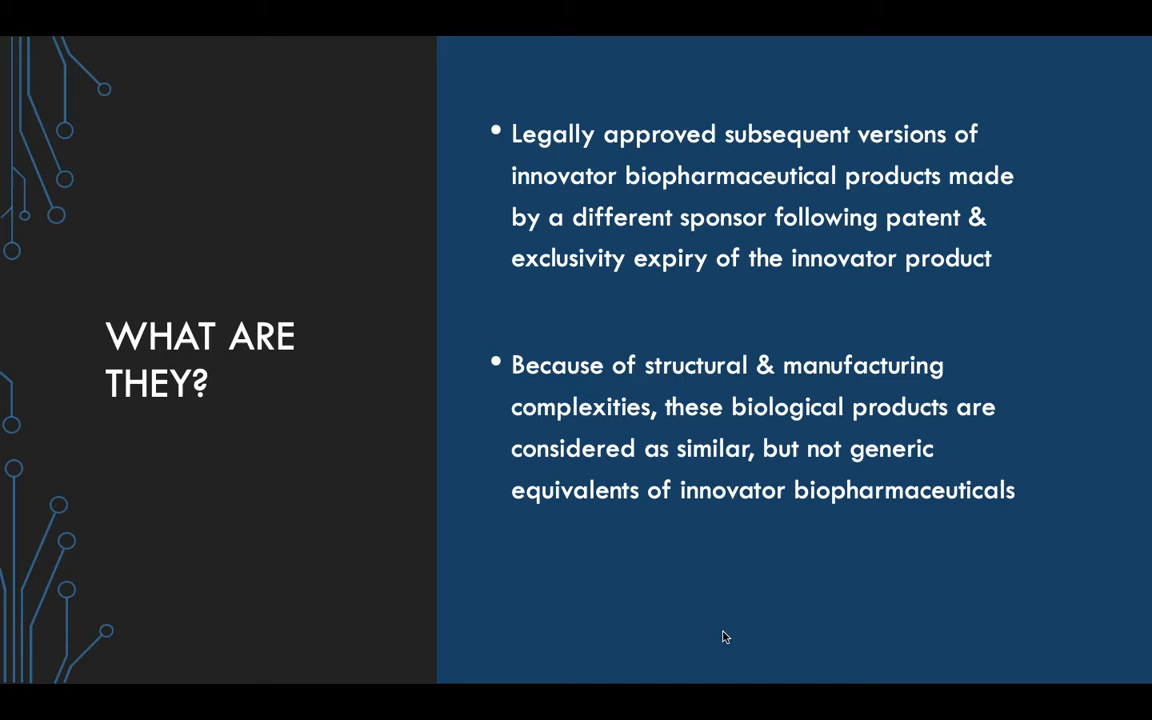 WHAT ARE
THEY?
• Legally approved subsequent versions of
innovator biopharmaceutical products made
by a different sponsor following patent &
exclusivity expiry of the innovator product
• Because of structural & manufacturing
complexities, these biological products are
considered as similar, but not generic
equivalents of innovator biopharmaceuticals